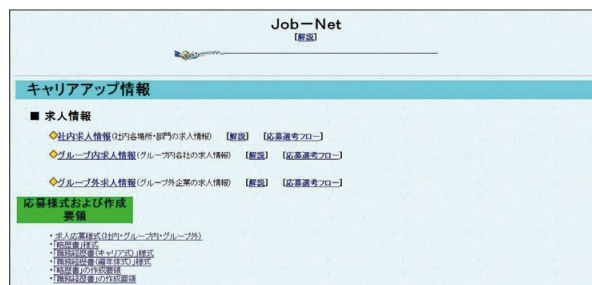 Job－Net
[解説]
キャリアアップ情報
■ 求人情報
◇社内求人情報(社内各場所・部門の求人情報) [解説] [応募選考フロー]
◇グループ内求人情報(グループ内各社の求人情報) [解説] [応募選考フロー]
◇グループ外求人情報(グループ外企業の求人情報) [解説] [応募選考フロー]
応募様式および作成
要領
・求人応募様式(社内・グループ内・グループ外)
・「略歴書」様式
・「職務経歴書(キャリア式)」様式
・「職務経歴書(編年体式)」様式
・「略歴書」の作成要領
・「職務経歴書」の作成要領